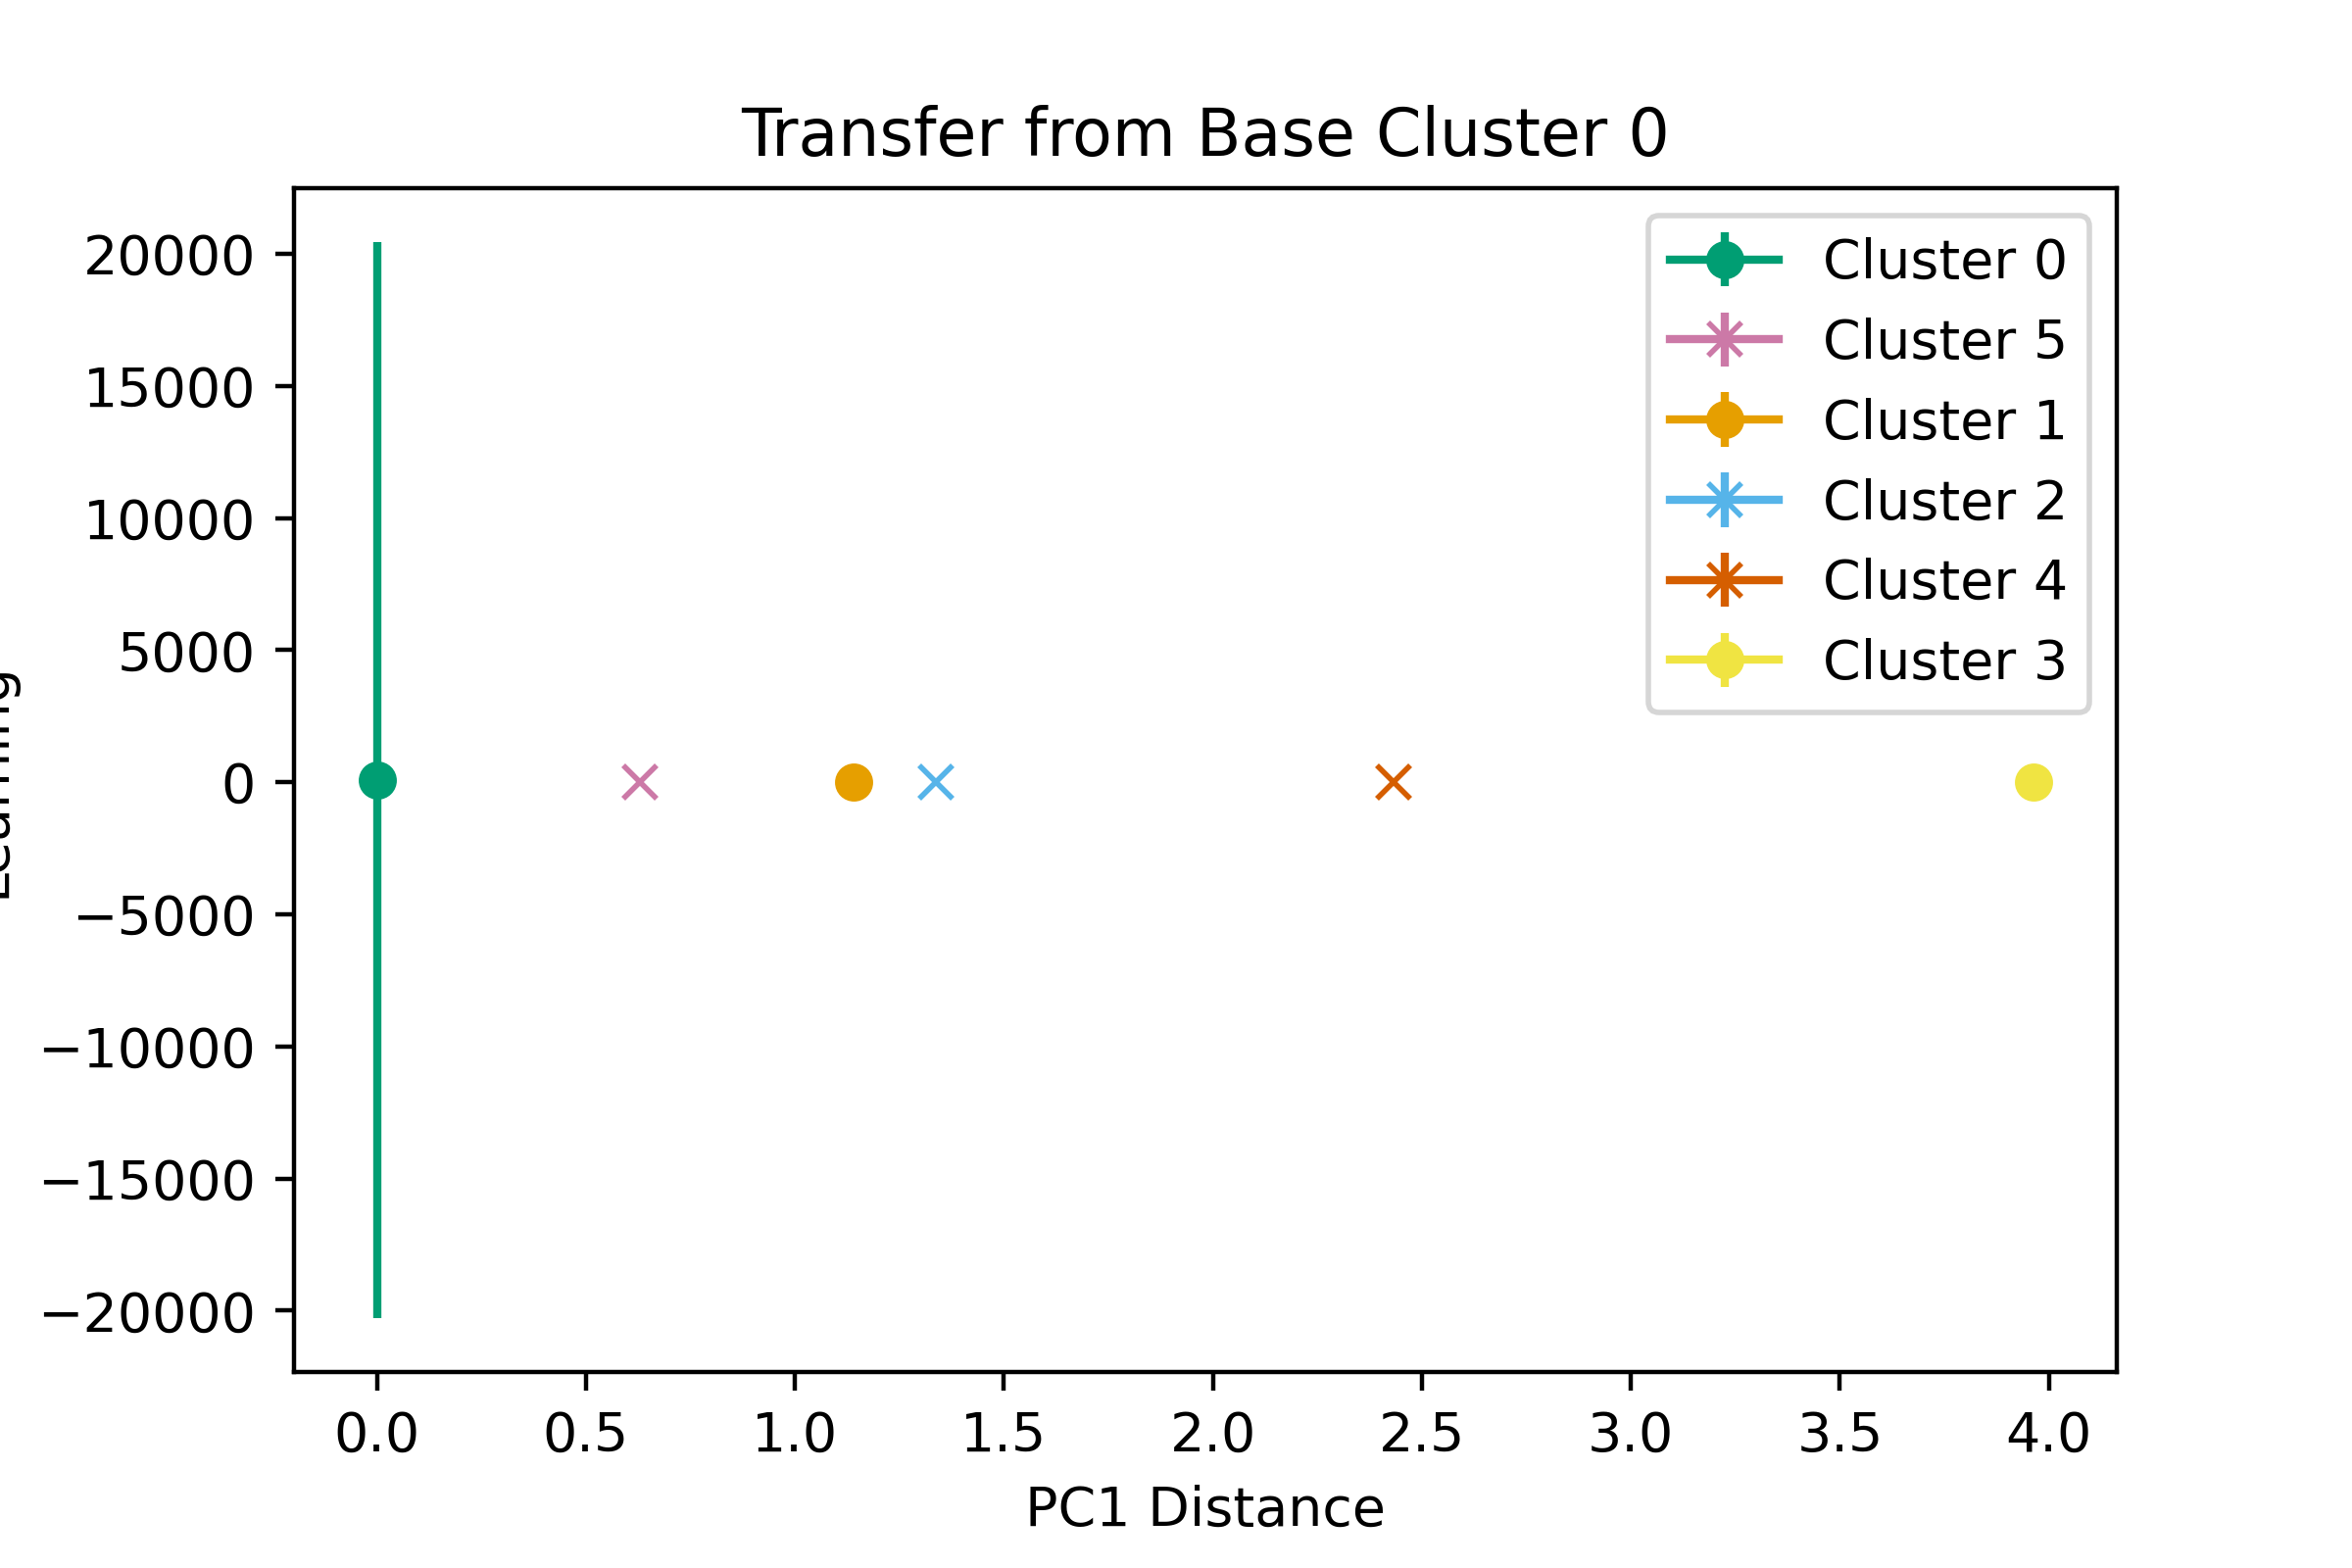 Transfer from Base Cluster 0
20000
15000
10000
5000
0
−5000
−10000
−15000
−20000
Cluster 0
Cluster 5
Cluster 1
Cluster 2
Cluster 4
Cluster 3
0.0 0.5 1.0 1.5 2.0 2.5 3.0 3.5 4.0
PC1 Distance